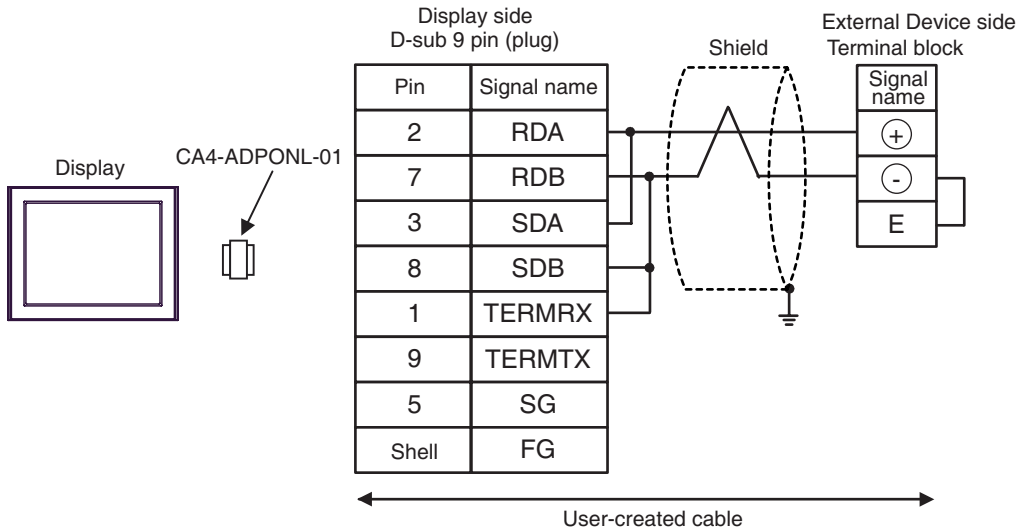 Display side
D-sub 9 pin (plug)
External Device side
Terminal block
Shield
Pin
Signal name
Signal
name
2
RDA
+
7
RDB
-
3
SDA
E
8
SDB
1
TERMRX
9
TERMTX
5
SG
Shell
FG
Display
CA4-ADPONL-01
User-created cable